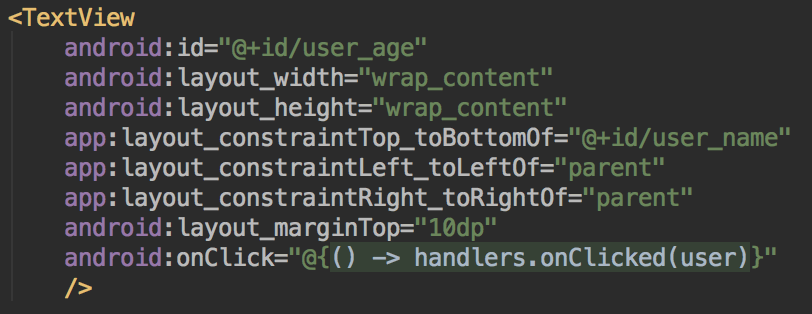 <TextView
android:id="@+id/user_age"
android:layout_width="wrap_content"
android:layout_height="wrap_content"
app:layout_constraintTop_toBottomOf="@+id/user_name"
app:layout_constraintLeft_toLeftOf="parent"
app:layout_constraintRight_toRightOf="parent"
android:layout_marginTop="10dp"
android:onClick="@{() -> handlers.onClicked(user)}"
/>